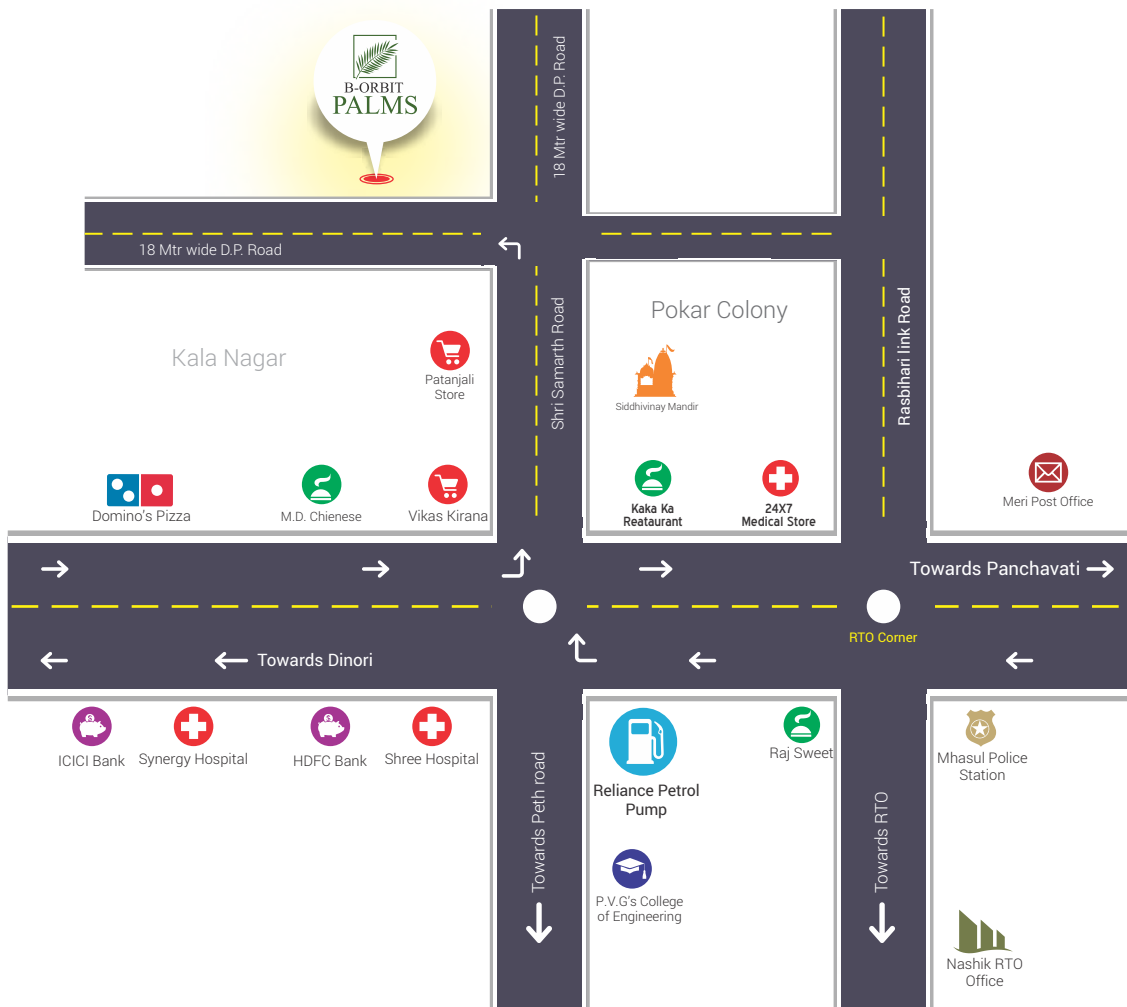 B-ORBIT
PALMS
18 Mtr wide D.P. Road
18 Mtr wide D.P. Road
Shri Samarth Road
Pokar Colony
Rasbihari lInk Road
Kala Nagar
Patanjali
Store
Siddhivinay Mandir
Domino's Pizza
M.D. Chienese
Vikas Kirana
Kaka Ka
Reataurant
24X7
Medical Store
Meri Post Office
Towards Panchavati
RTO Corner
Towards Dinori
ICICI Bank
Synergy Hospital
HDFC Bank
Shree Hospital
Reliance Petrol
Pump
Raj Sweet
Mhasul Police
Station
Towards Peth road
Towards RTO
P.V.G's College
of Engineering
Nashik RTO
Office